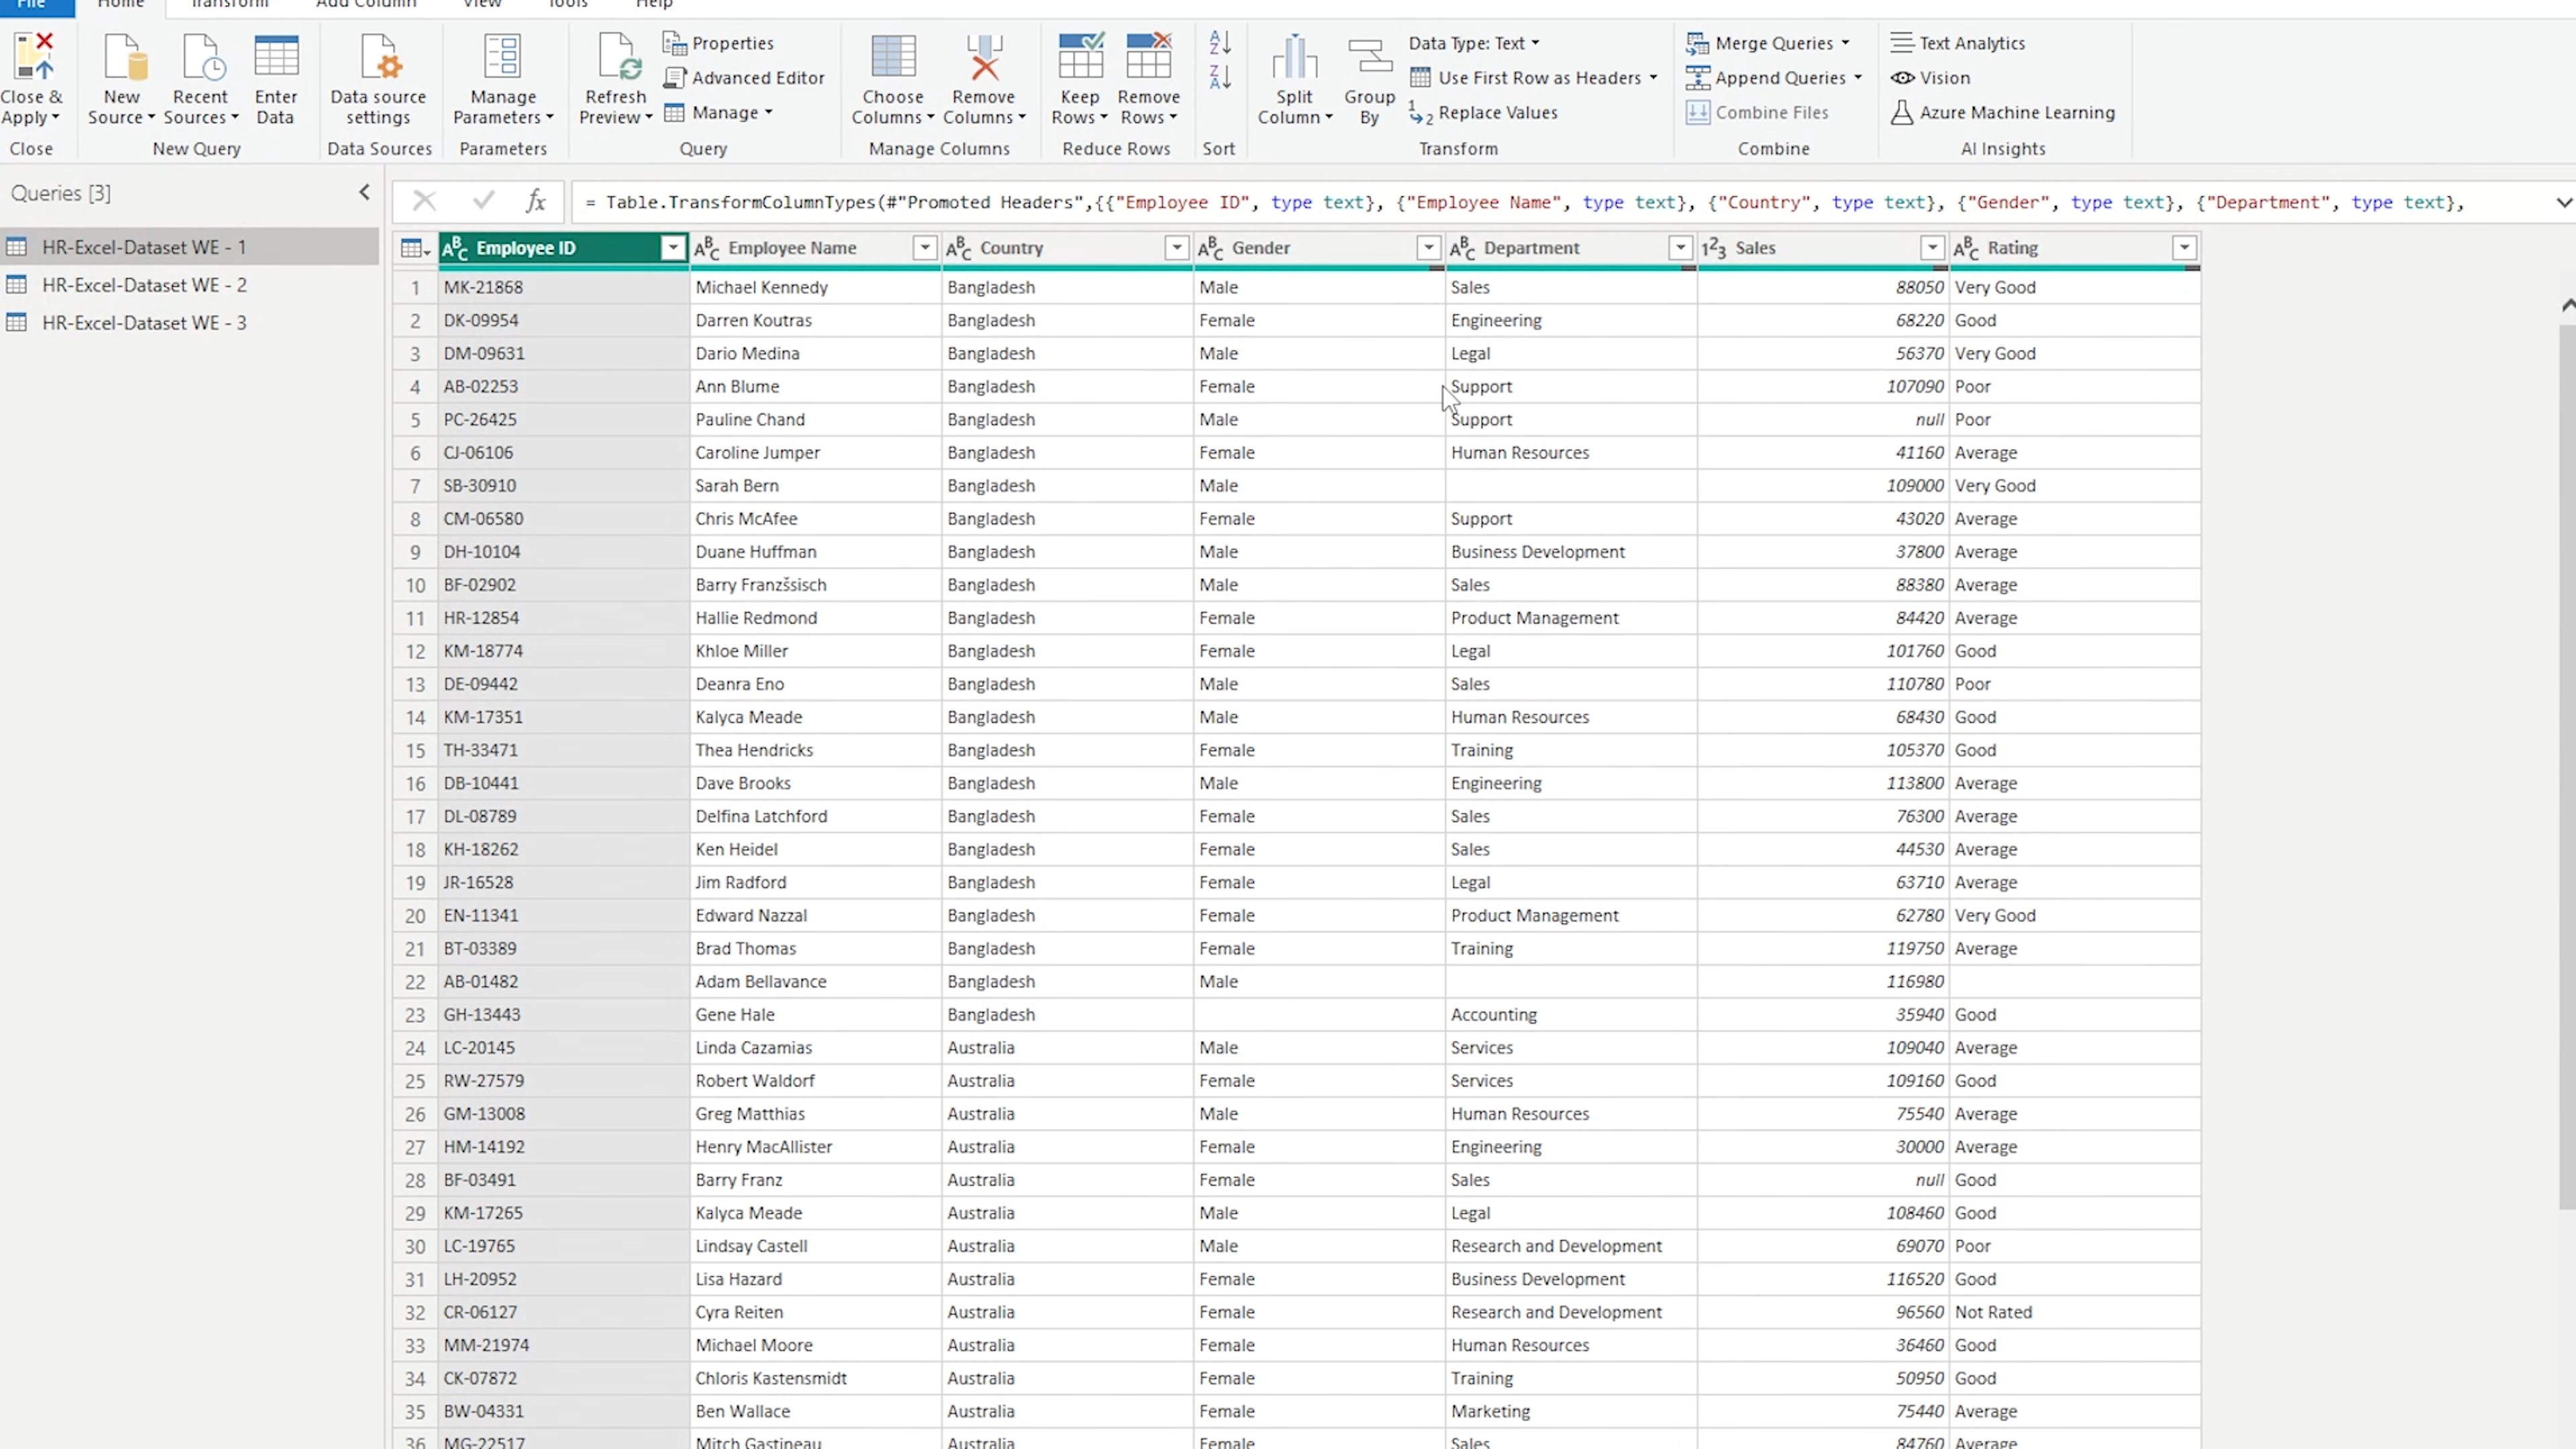 File Home Transform Add Column View Tools Help
Close & Apply
New Source
Recent Sources
Enter Data
Data source settings
Manage Parameters
Refresh Preview
Properties
Advanced Editor
Manage
Choose Columns
Remove Columns
Keep Rows
Remove Rows
Split Column
Group By
Data Type: Text
Use First Row as Headers
Replace Values
Merge Queries
Append Queries
Combine Files
Text Analytics
Vision
Azure Machine Learning
Close New Query Data Sources Parameters Query Manage Columns Reduce Rows Sort Transform Combine AI Insights
Queries [3]
HR-Excel-Dataset WE - 1
HR-Excel-Dataset WE - 2
HR-Excel-Dataset WE - 3
= Table.TransformColumnTypes(#"Promoted Headers",{{"Employee ID", type text}, {"Employee Name", type text}, {"Country", type text}, {"Gender", type text}, {"Department", type text},
Employee ID Employee Name Country Gender Department Sales Rating
1 MK-21868 Michael Kennedy Bangladesh Male Sales 88050 Very Good
2 DK-09954 Darren Koutras Bangladesh Female Engineering 68220 Good
3 DM-09631 Dario Medina Bangladesh Male Legal 56370 Very Good
4 AB-02253 Ann Blume Bangladesh Female Support 107090 Poor
5 PC-26425 Pauline Chand Bangladesh Male Support null Poor
6 CJ-06106 Caroline Jumper Bangladesh Female Human Resources 41160 Average
7 SB-30910 Sarah Bern Bangladesh Male 109000 Very Good
8 CM-06580 Chris McAfee Bangladesh Female Support 43020 Average
9 DH-10104 Duane Huffman Bangladesh Male Business Development 37800 Average
10 BF-02902 Barry Franzšsisch Bangladesh Male Sales 88380 Average
11 HR-12854 Hallie Redmond Bangladesh Female Product Management 84420 Average
12 KM-18774 Khloe Miller Bangladesh Female Legal 101760 Good
13 DE-09442 Deanra Eno Bangladesh Male Sales 110780 Poor
14 KM-17351 Kalyca Meade Bangladesh Male Human Resources 68430 Good
15 TH-33471 Thea Hendricks Bangladesh Female Training 105370 Good
16 DB-10441 Dave Brooks Bangladesh Male Engineering 113800 Average
17 DL-08789 Delfina Latchford Bangladesh Female Sales 76300 Average
18 KH-18262 Ken Heidel Bangladesh Female Sales 44530 Average
19 JR-16528 Jim Radford Bangladesh Female Legal 63710 Average
20 EN-11341 Edward Nazzal Bangladesh Female Product Management 62780 Very Good
21 BT-03389 Brad Thomas Bangladesh Female Training 119750 Average
22 AB-01482 Adam Bellavance Bangladesh Male 116980
23 GH-13443 Gene Hale Bangladesh Accounting 35940 Good
24 LC-20145 Linda Cazamias Australia Male Services 109040 Average
25 RW-27579 Robert Waldorf Australia Female Services 109160 Good
26 GM-13008 Greg Matthias Australia Male Human Resources 75540 Average
27 HM-14192 Henry MacAllister Australia Female Engineering 30000 Average
28 BF-03491 Barry Franz Australia Female Sales null Good
29 KM-17265 Kalyca Meade Australia Male Legal 108460 Good
30 LC-19765 Lindsay Castell Australia Male Research and Development 69070 Poor
31 LH-20952 Lisa Hazard Australia Female Business Development 116520 Good
32 CR-06127 Cyra Reiten Australia Female Research and Development 96560 Not Rated
33 MM-21974 Michael Moore Australia Female Human Resources 36460 Good
34 CK-07872 Chloris Kastensmidt Australia Female Training 50950 Good
35 BW-04331 Ben Wallace Australia Female Marketing 75440 Average
36 MG-22517 Mitch Gastineau Australia Female Sales 84760 Average